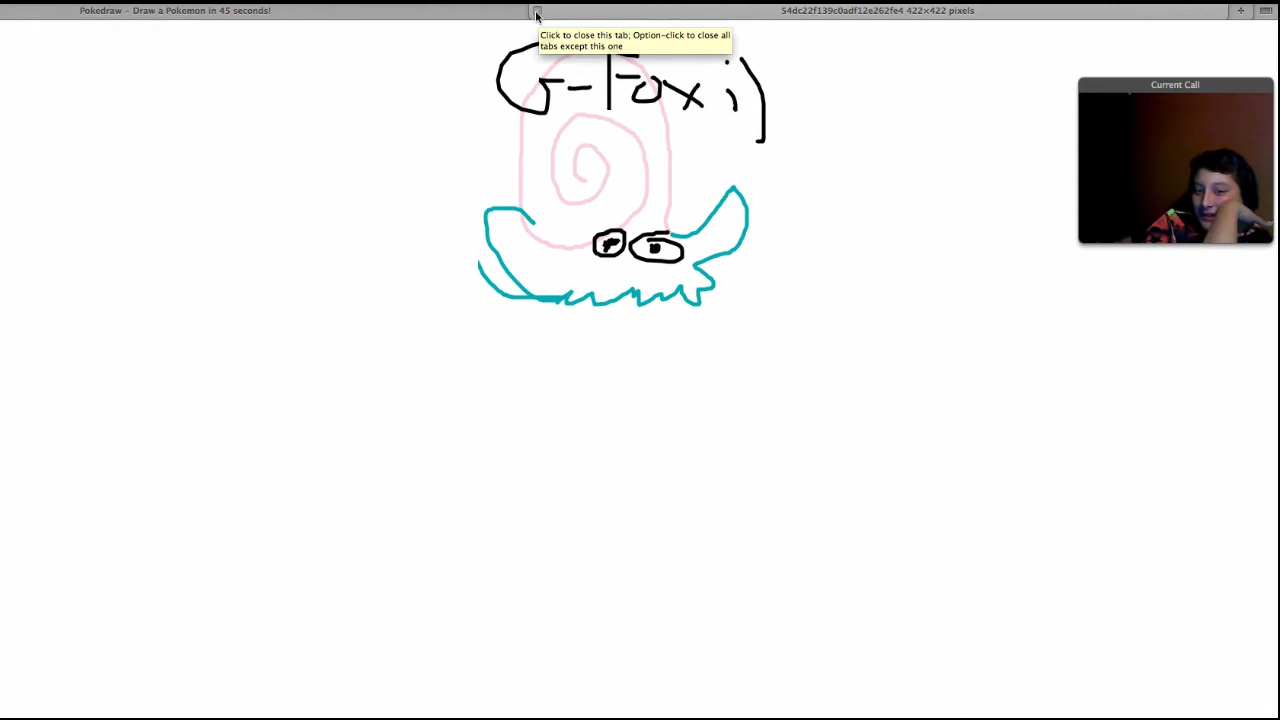 Pokedraw - Draw a Pokemon in 45 seconds!
54dc22f139c0adf12e262fe4 422×422 pixels
Click to close this tab; Option-click to close all
tabs except this one
G-Foxi)
Current Call